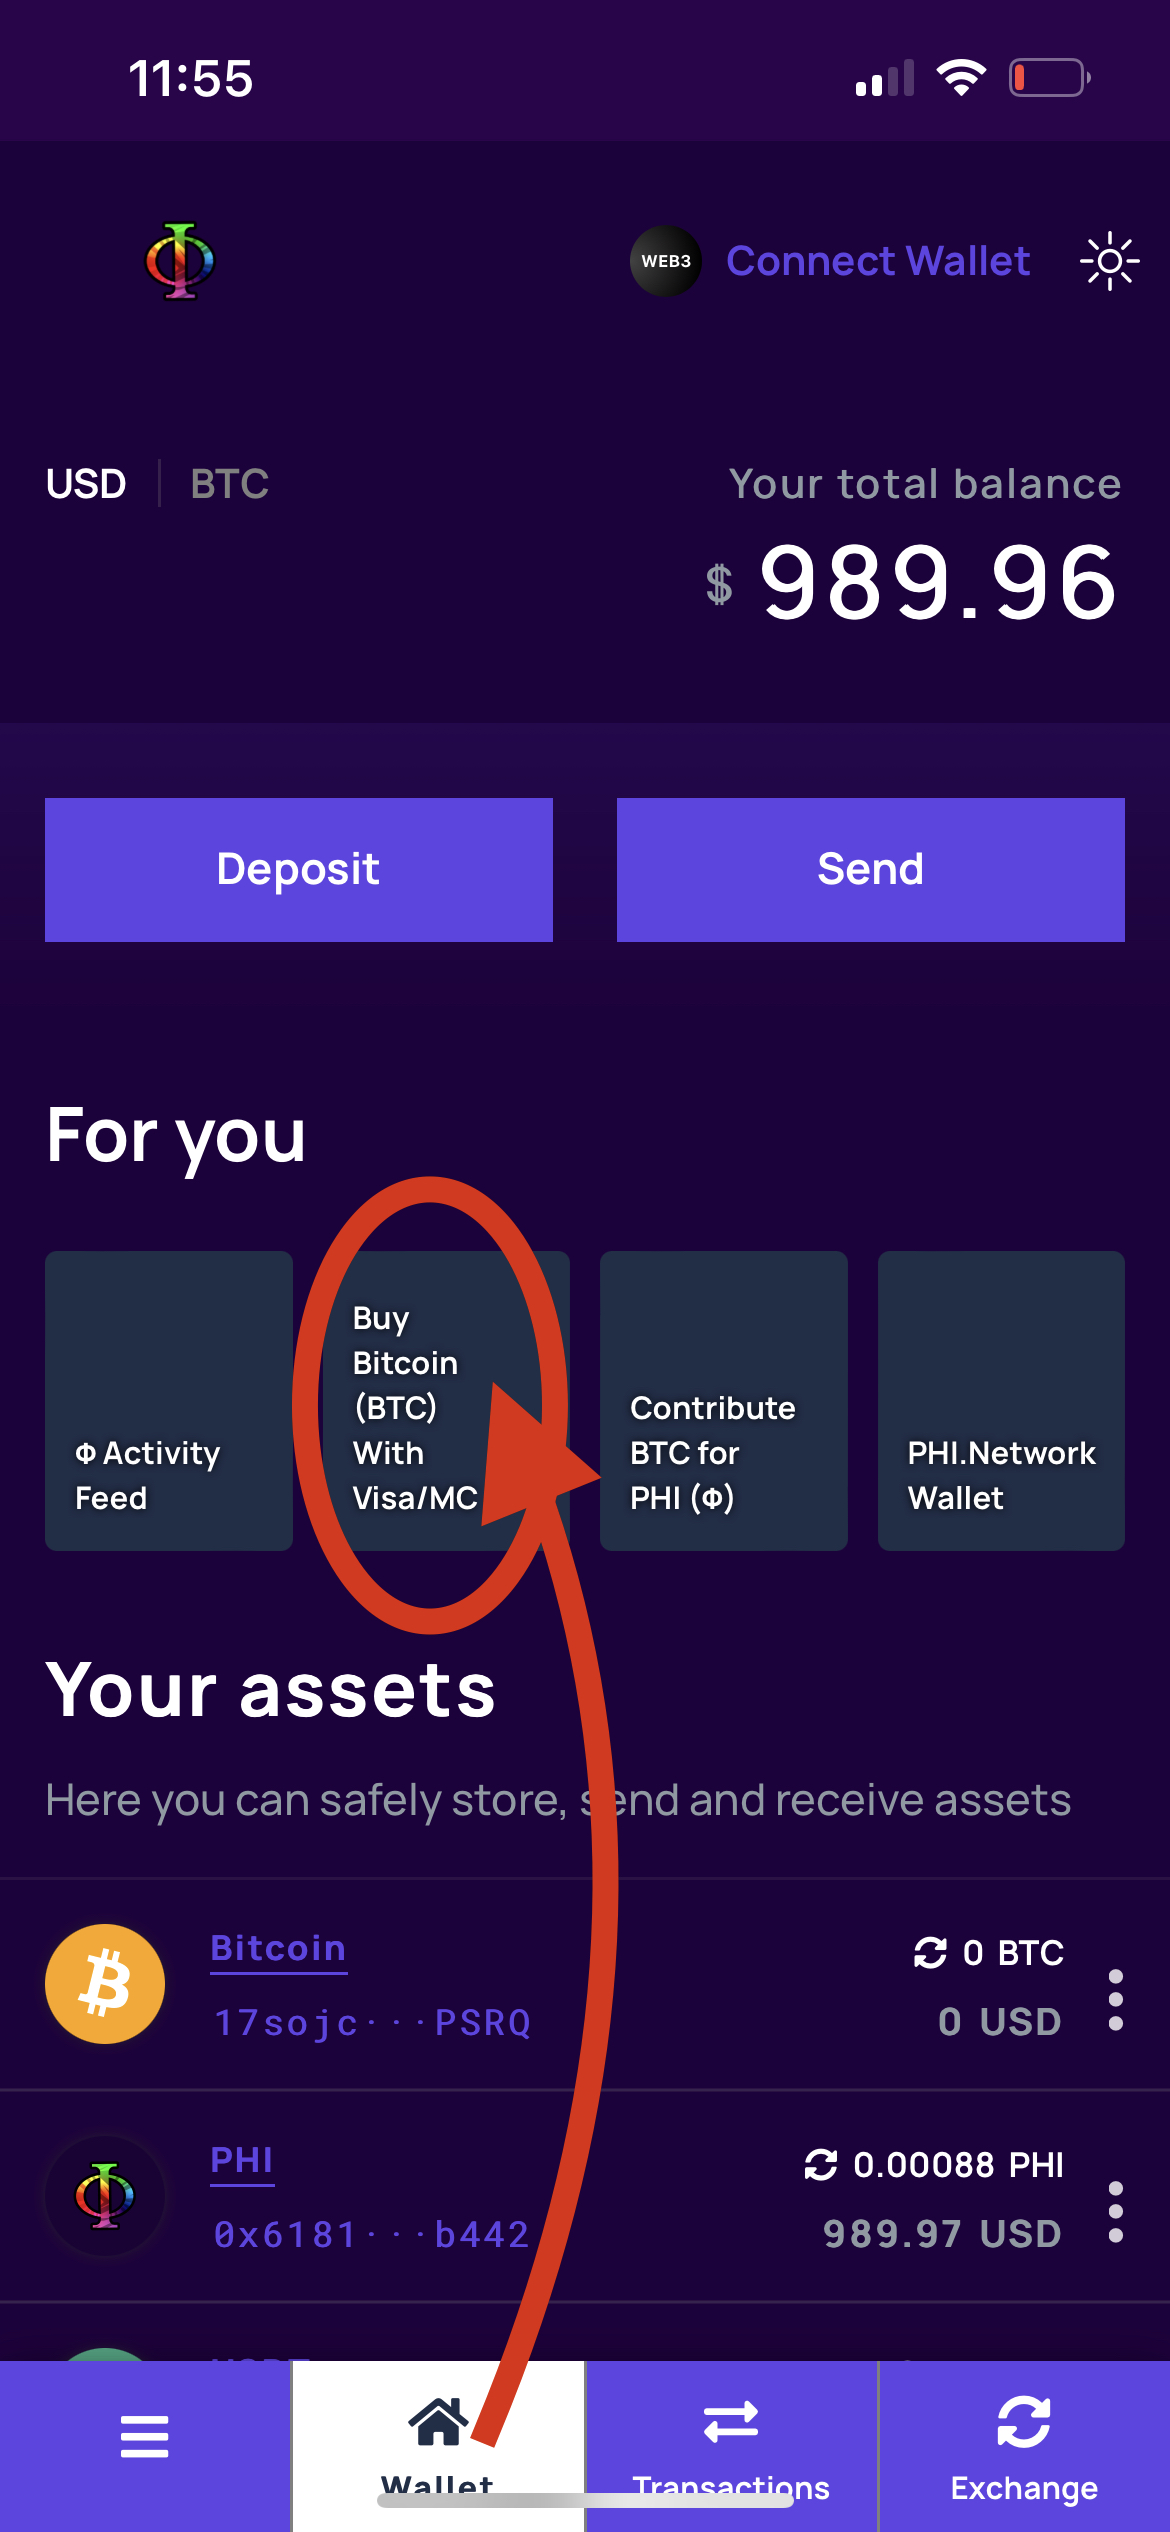 11:55
WEB3 Connect Wallet
USD BTC
Your total balance
$ 989.96
Deposit
Send
For you
Φ Activity
Feed
Buy
Bitcoin
(BTC)
With
Visa/MC
Contribute
BTC for
PHI (Φ)
PHI.Network
Wallet
Your assets
Here you can safely store, send and receive assets
Bitcoin
0 BTC
17sojc···PSRQ
0 USD
PHI
0.00088 PHI
0x6181···b442
989.97 USD
Wallet
Transactions
Exchange